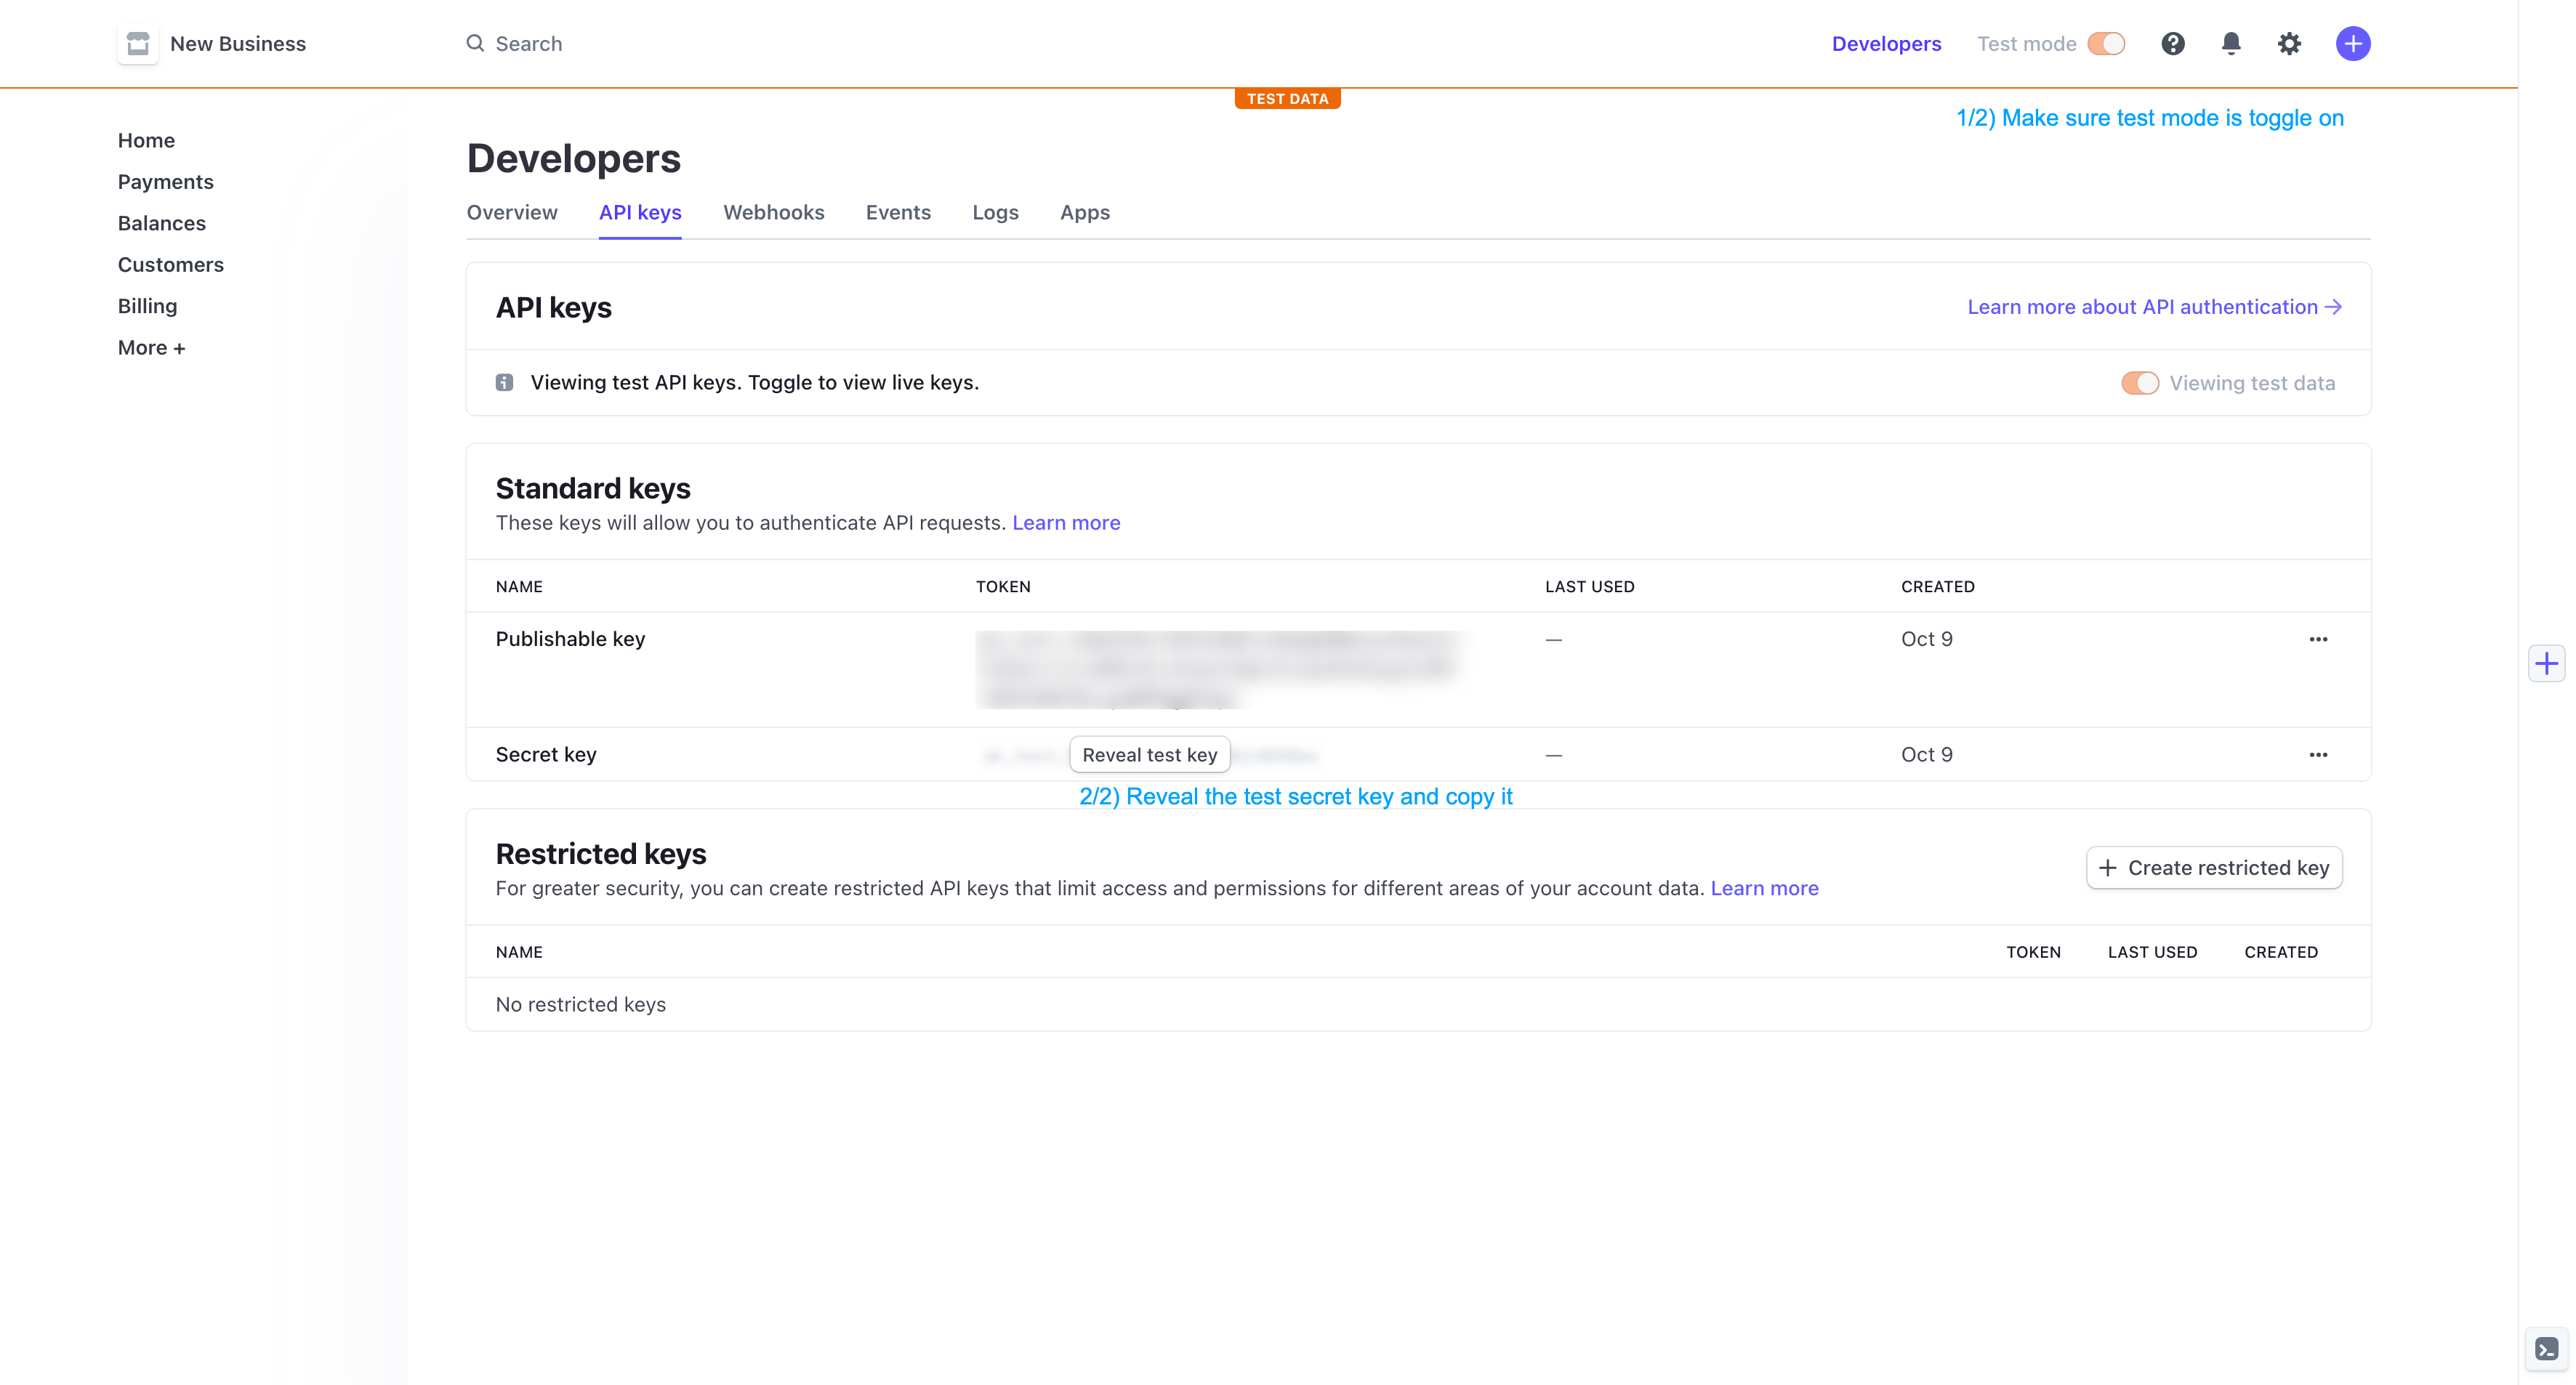 New Business
Search
Developers
Test mode
TEST DATA
1/2) Make sure test mode is toggle on
Home
Payments
Balances
Customers
Billing
More +
Developers
Overview
API keys
Webhooks
Events
Logs
Apps
API keys
Learn more about API authentication →
Viewing test API keys. Toggle to view live keys.
Viewing test data
Standard keys
These keys will allow you to authenticate API requests. Learn more
NAME TOKEN LAST USED CREATED
Publishable key — Oct 9
Secret key Reveal test key — Oct 9
2/2) Reveal the test secret key and copy it
Restricted keys
For greater security, you can create restricted API keys that limit access and permissions for different areas of your account data. Learn more
+ Create restricted key
NAME TOKEN LAST USED CREATED
No restricted keys